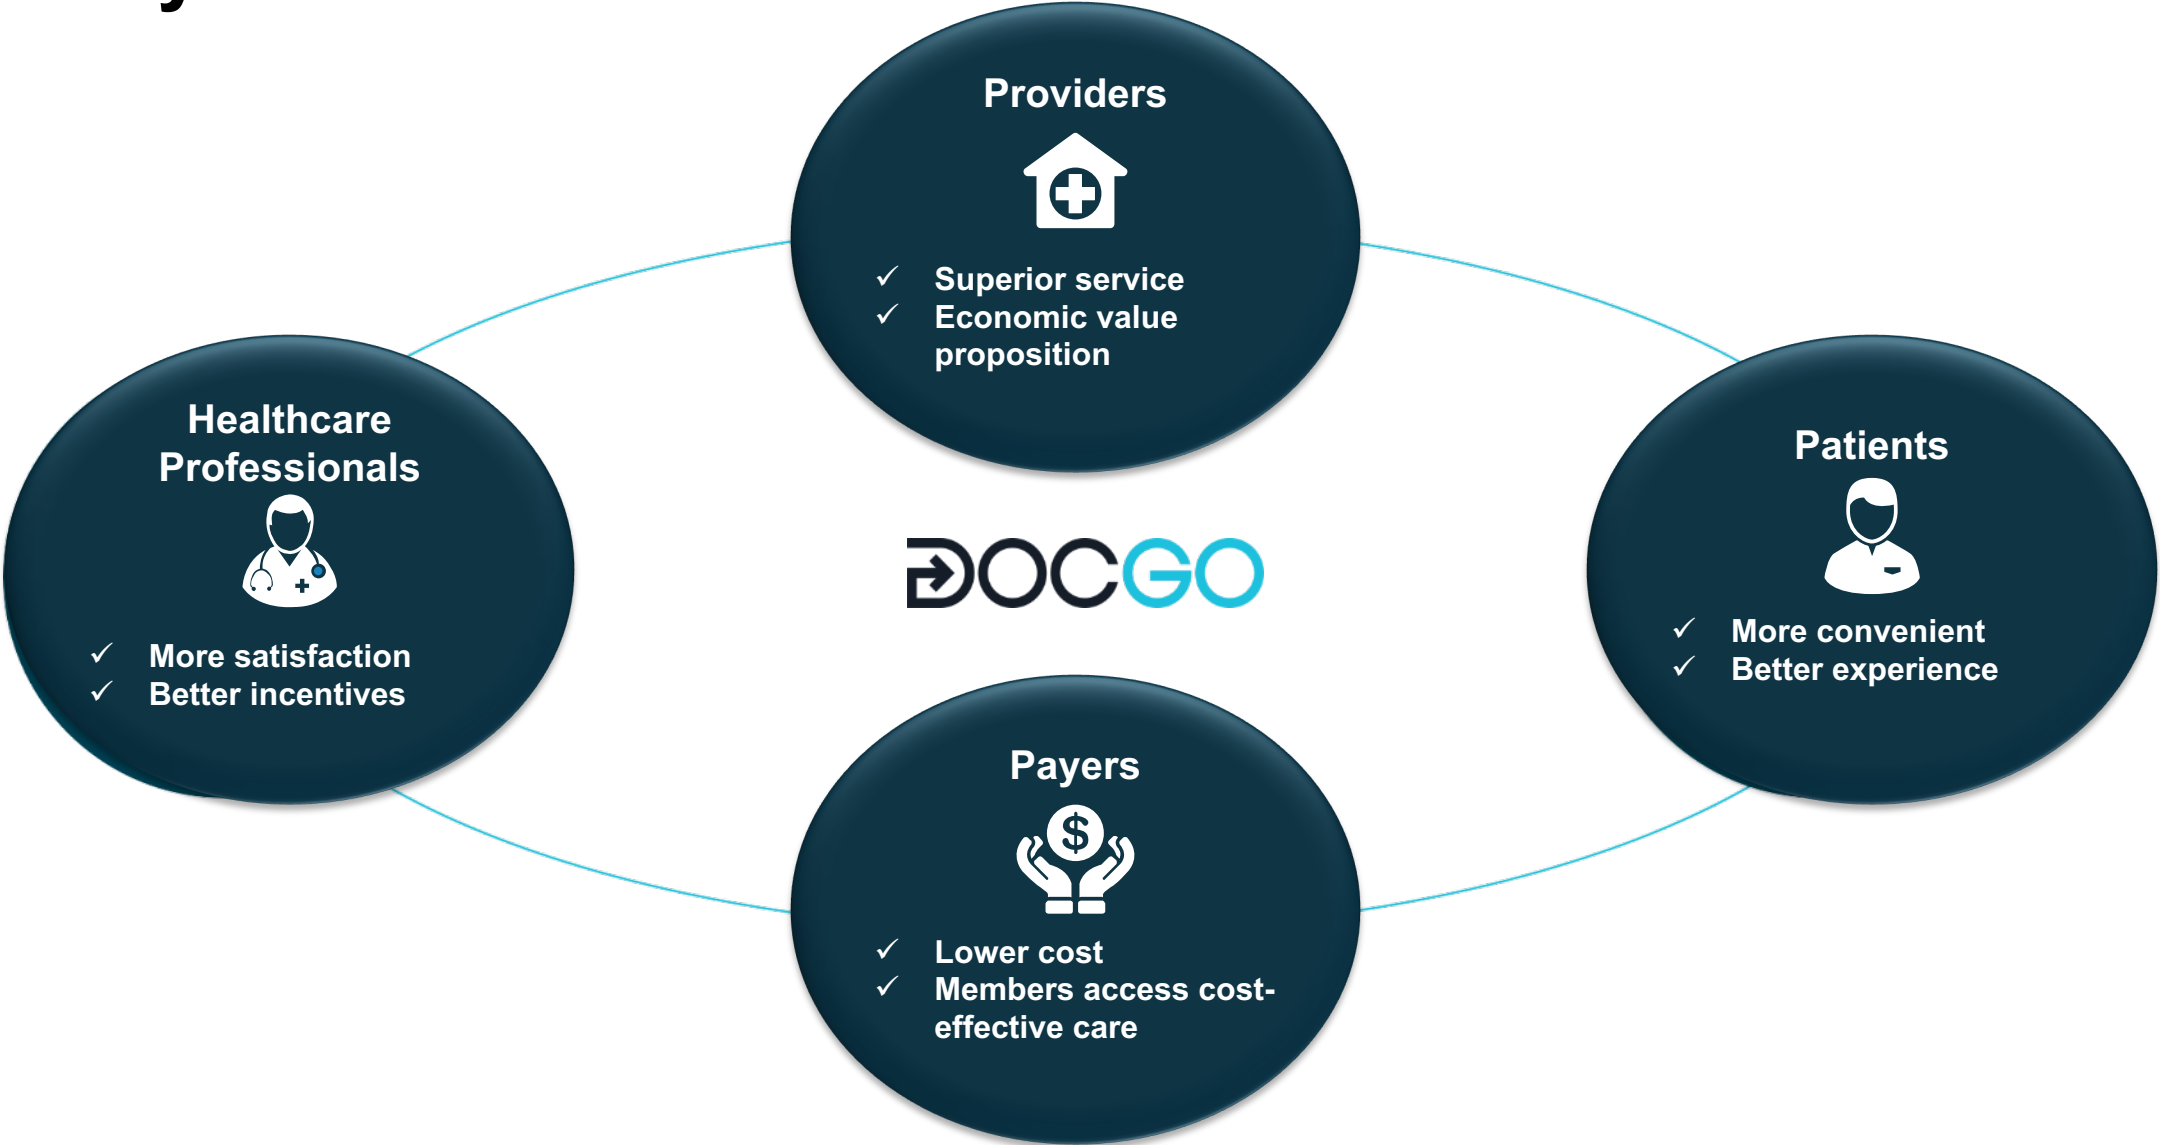 Providers
✓ Superior service
✓ Economic value
proposition
Healthcare
Professionals
✓ More satisfaction
✓ Better incentives
DOCGO
Patients
✓ More convenient
✓ Better experience
Payers
$
✓ Lower cost
✓ Members access cost-
effective care